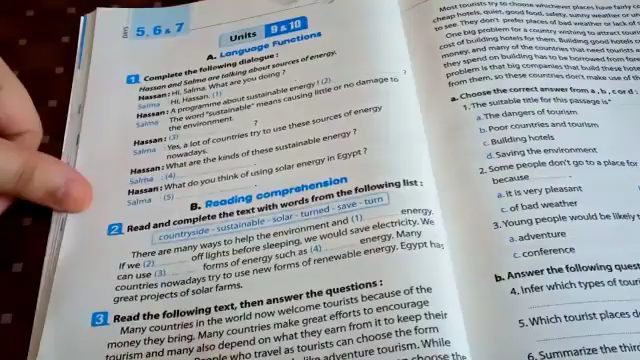 DAYS 5, 6 & 7
Units 9 & 10
A. Language Functions
1 Complete the following dialogue:
Hassan and Salma are talking about sources of energy.
Hassan: Hi, Salma. What are you doing?
Salma : Hi, Hassan. (1)
Hassan: A programme about sustainable energy! (2) ?
Salma : The word "sustainable" means causing little or no damage to
the environment.
Hassan: (3) ?
Salma : Yes, a lot of countries try to use these sources of energy
nowadays.
Hassan: What are the kinds of these sustainable energy?
Salma : (4)
Hassan: What do you think of using solar energy in Egypt?
Salma : (5)
B. Reading comprehension
2 Read and complete the text with words from the following list :
countryside - sustainable - solar - turned - save - turn
There are many ways to help the environment and (1) energy.
If we (2) off lights before sleeping, we would save electricity. We
can use (3) forms of energy such as (4) energy. Many
countries nowadays try to use new forms of renewable energy. Egypt has
great projects of solar farms.
3 Read the following text, then answer the questions :
Many countries in the world now welcome tourists because of the
money they bring. Many countries make great efforts to encourage
tourism and many also depend on what they earn from it to keep their
People who travel as tourists can choose the form
like adventure tourism. While
choose the
Most tourists try to choose whichever places have fairly
cheap hotels, quiet, good food, safety, sunny weather or
to see. They don't prefer places of bad weather or lack of
One big problem for a country wishing to attract
cost of building hotels for them. Building good hotels
money, and many of the countries that need tourists
they spend on building has to be borrowed from
problem is that big companies that build these
from them, so these countries don't make use of
a. Choose the correct answer from a, b, c or d :
1. The suitable title for this passage is"
a. The dangers of tourism
b. Poor countries and tourism
c. Building hotels
d. Saving the environment
2. Some people don't go to a place for
because
a. it is very pleasant
c. of bad weather
3. Young people would be likely
a. adventure
c. conference
b. Answer the following
4. Infer which types of
5. Which tourist places
6. Summarize the